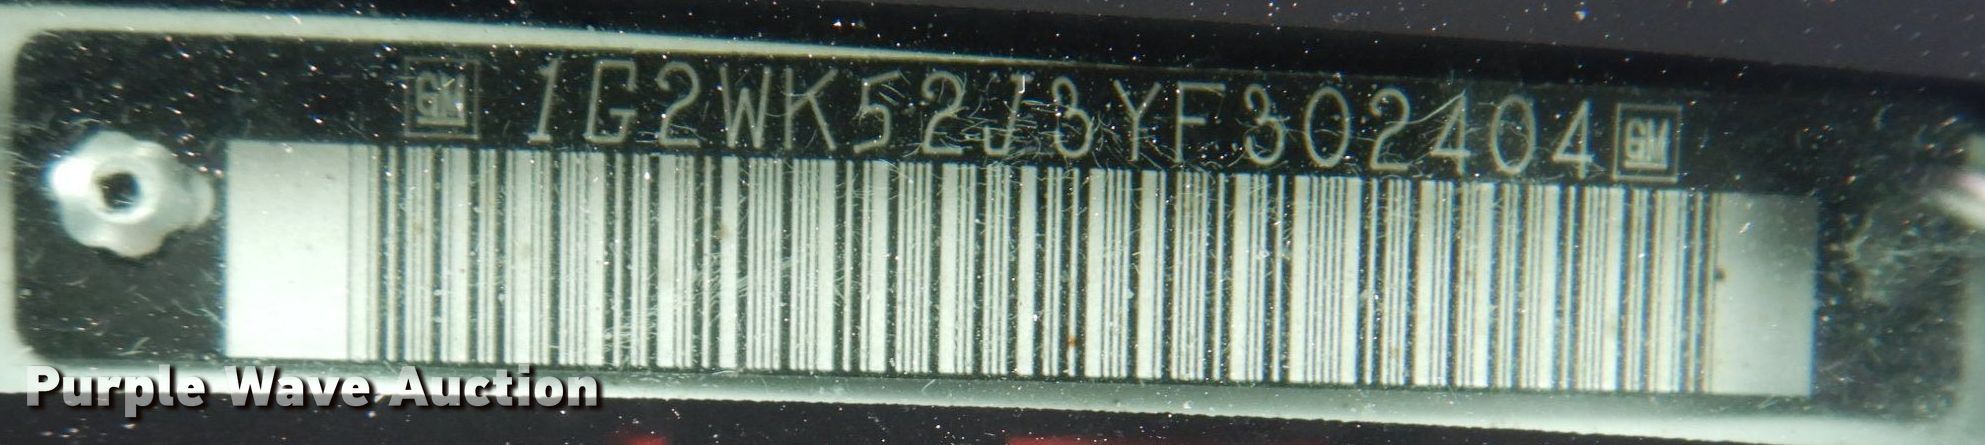 GM 1G2WK52J3YF302404 GM
Purple Wave Auction